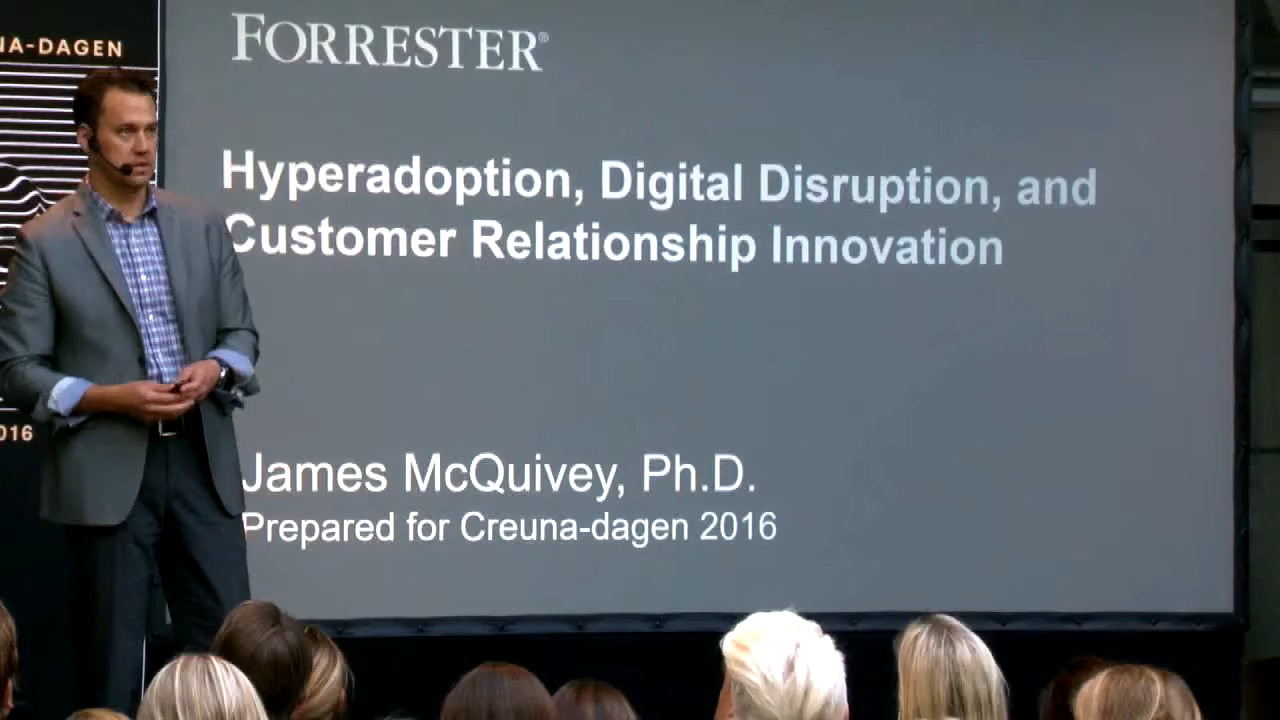 NA-DAGEN
FORRESTER®
Hyperadoption, Digital Disruption, and
Customer Relationship Innovation
016
James McQuivey, Ph.D.
Prepared for Creuna-dagen 2016